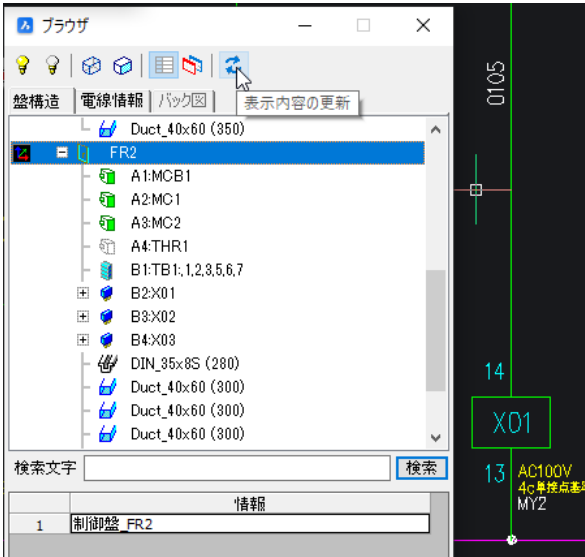 ブラウザ
盤構造 電線情報 バック図
表示内容の更新
Duct_40x60 (350)
FR2
A1:MCB1
A2:MC1
A3:MC2
A4:THR1
B1:TB1:,1,2,3,5,6,7
B2:X01
B3:X02
B4:X03
DIN_35x8S (280)
Duct_40x60 (300)
Duct_40x60 (300)
Duct_40x60 (300)
検索文字 検索
情報
1 制御盤_FR2
0105
14
X01
13 AC100V
4c単接点基
MYZ